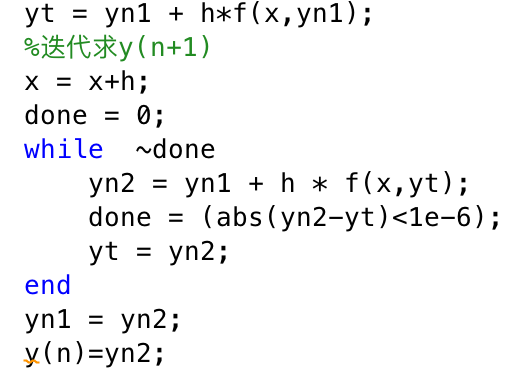 yt = yn1 + h*f(x,yn1);
%迭代求y(n+1)
x = x+h;
done = 0;
while  ~done
    yn2 = yn1 + h * f(x,yt);
    done = (abs(yn2-yt)<1e-6);
    yt = yn2;
end
yn1 = yn2;
y(n)=yn2;